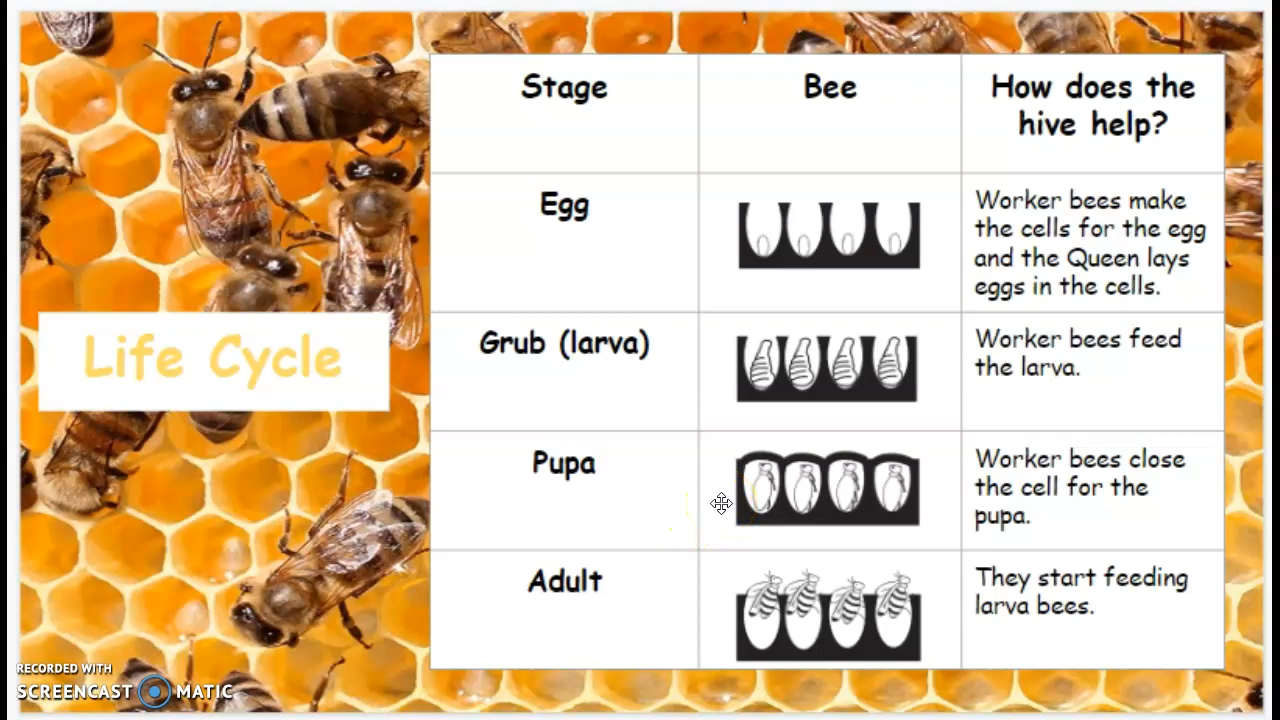 Life Cycle
Stage
Bee
How does the
hive help?
Egg
Worker bees make
the cells for the egg
and the Queen lays
eggs in the cells.
Grub (larva)
Worker bees feed
the larva.
Pupa
Worker bees close
the cell for the
pupa.
Adult
They start feeding
larva bees.
RECORDED WITH
SCREENCAST MATIC